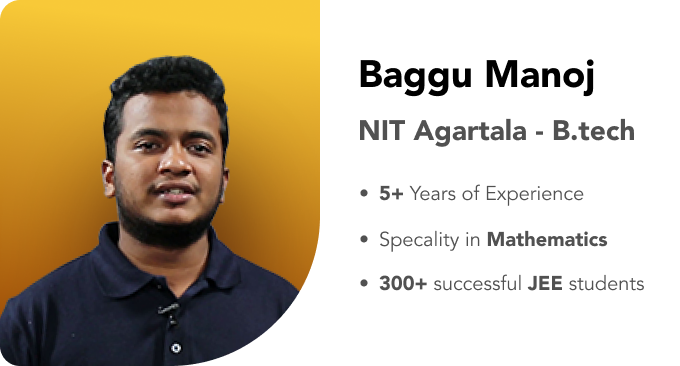 Baggu Manoj
NIT Agartala - B.tech
• 5+ Years of Experience
• Specality in Mathematics
• 300+ successful JEE students